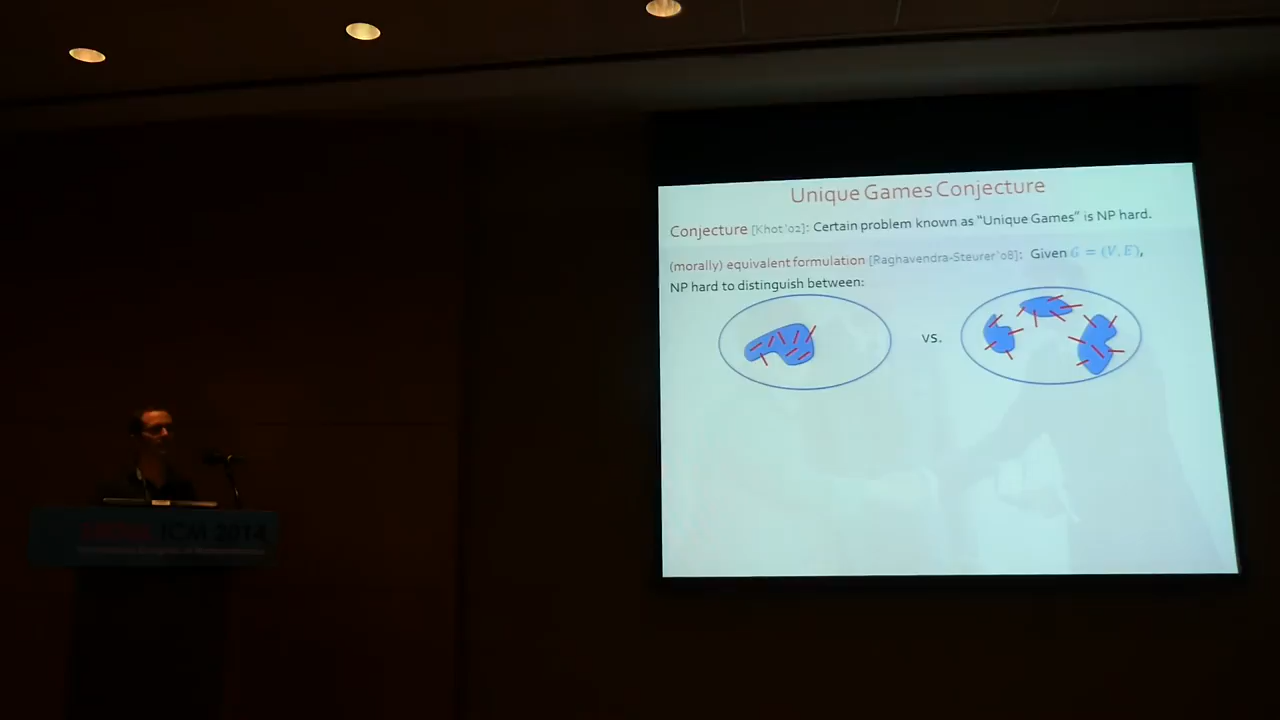 Unique Games Conjecture
Conjecture [Khot'02]: Certain problem known as "Unique Games" is NP hard.
(morally) equivalent formulation [Raghavendra-Steurer'08]: Given G = (V, E),
NP hard to distinguish between:
vs.
ICM 2014